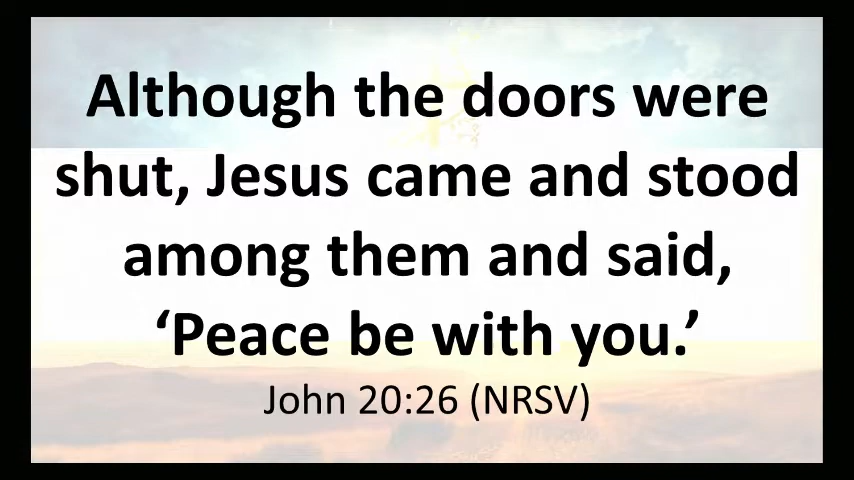 Although the doors were
shut, Jesus came and stood
among them and said,
‘Peace be with you.’
John 20:26 (NRSV)